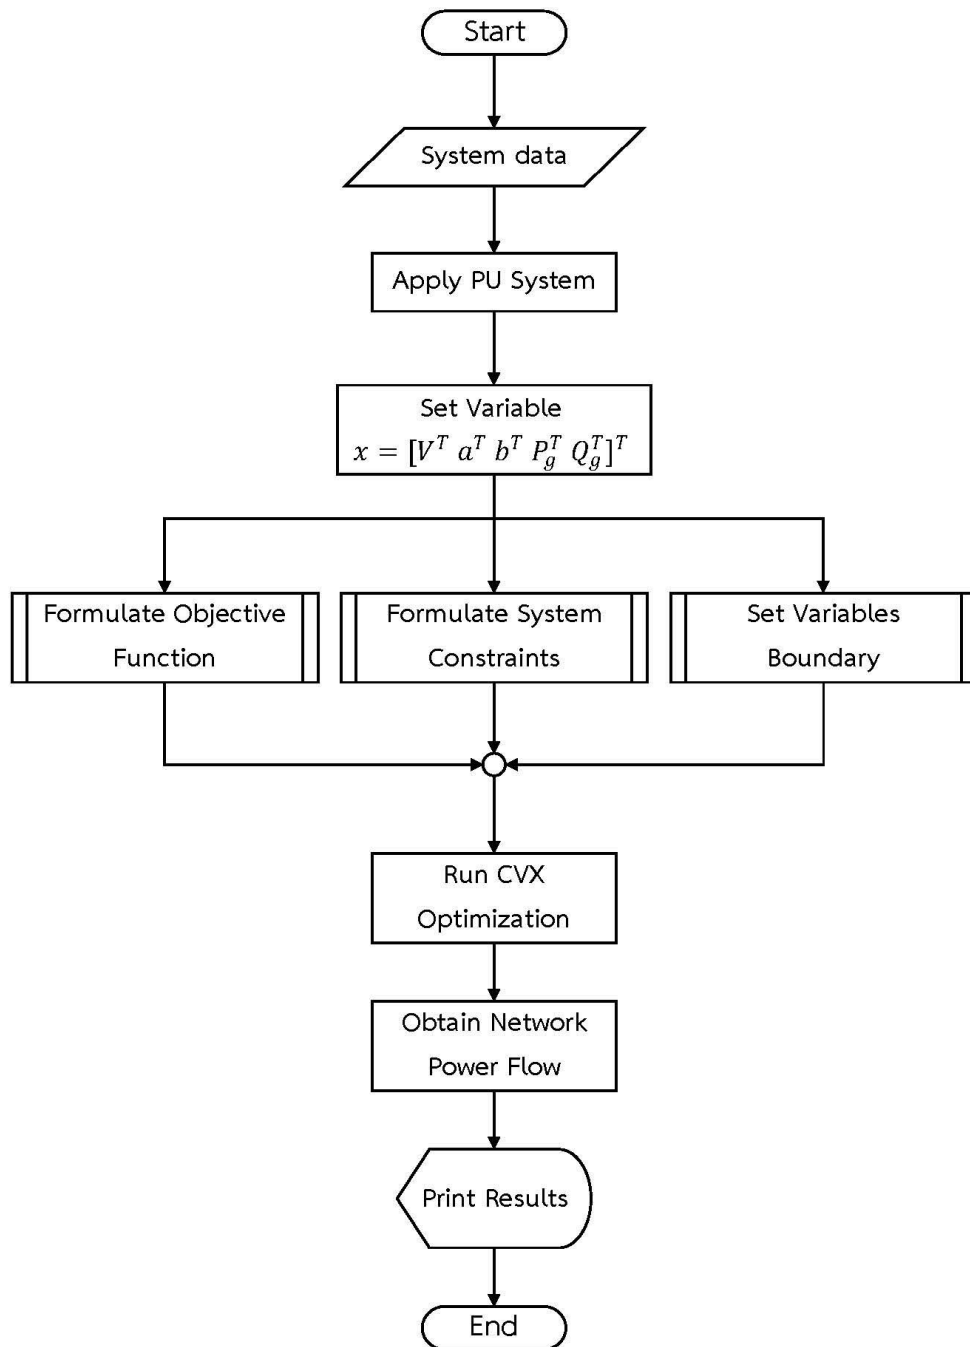 Start
System data
Apply PU System
Set Variable
$x = [V^T \ a^T \ b^T \ P_g^T \ Q_g^T]^T$
Formulate Objective
Function
Formulate System
Constraints
Set Variables
Boundary
Run CVX
Optimization
Obtain Network
Power Flow
Print Results
End